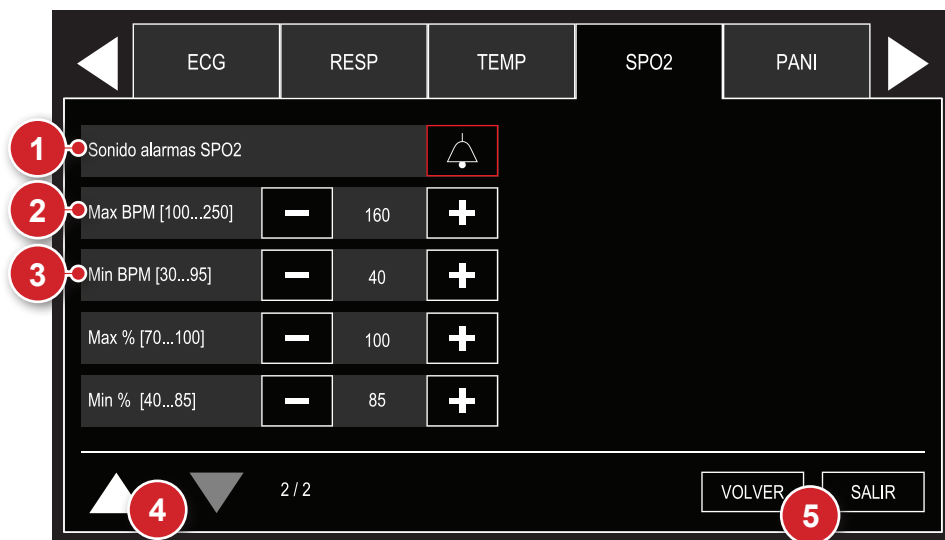 ECG RESP TEMP SPO2 PANI
1 Sonido alarmas SPO2
2 Max BPM [100...250] 160
3 Min BPM [30...95] 40
Max % [70...100] 100
Min % [40...85] 85
4 2 / 2 VOLVER 5 SALIR